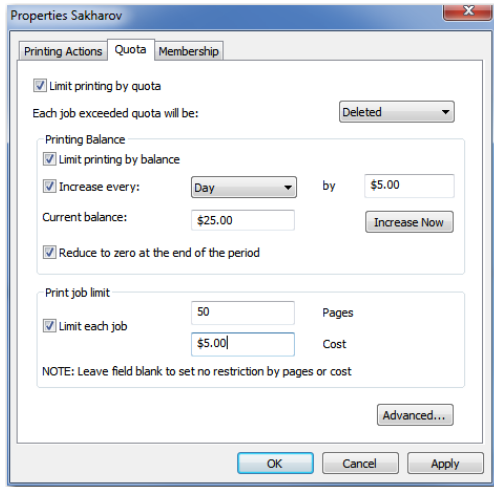 Properties Sakharov
Printing Actions Quota Membership
Limit printing by quota
Each job exceeded quota will be: Deleted
Printing Balance
Limit printing by balance
Increase every: Day by $5.00
Current balance: $25.00 Increase Now
Reduce to zero at the end of the period
Print job limit
50 Pages
Limit each job
$5.00 Cost
NOTE: Leave field blank to set no restriction by pages or cost
Advanced...
OK Cancel Apply